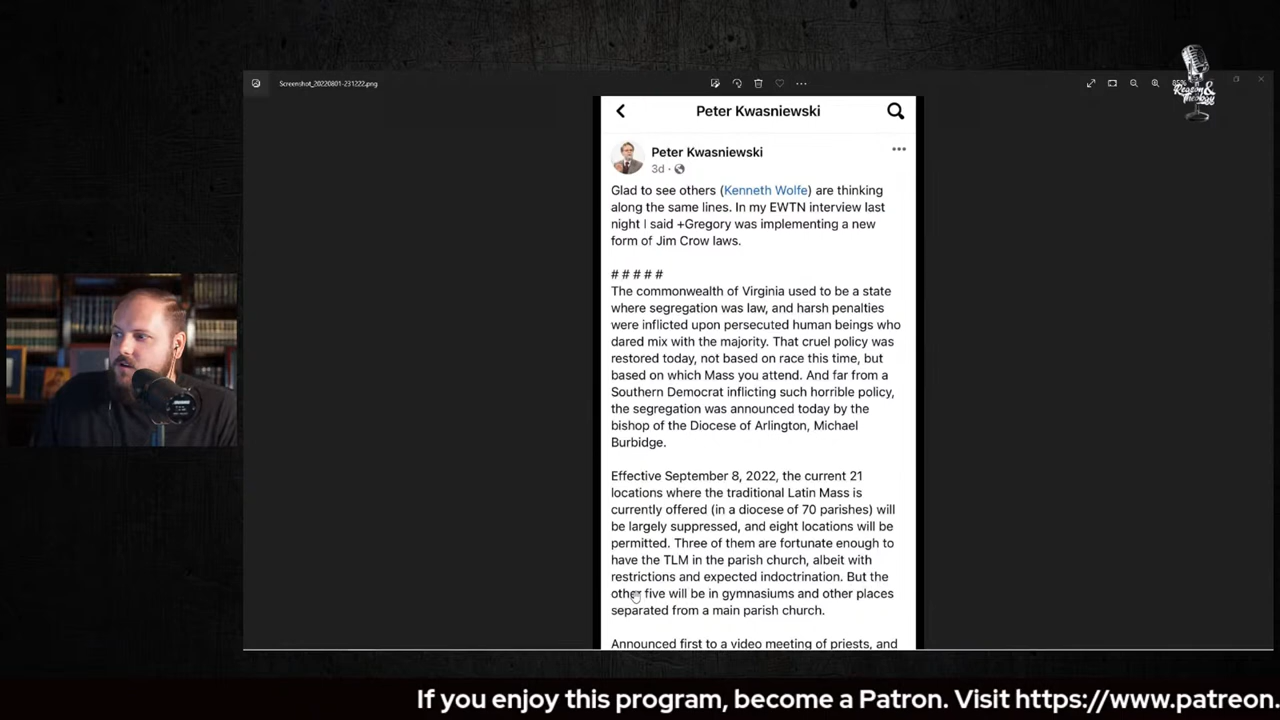 Screenshot_20220801-231222.png
Reason &
Theology
Peter Kwasniewski
Peter Kwasniewski
3d ·
Glad to see others (Kenneth Wolfe) are thinking
along the same lines. In my EWTN interview last
night I said +Gregory was implementing a new
form of Jim Crow laws.
# # # # #
The commonwealth of Virginia used to be a state
where segregation was law, and harsh penalties
were inflicted upon persecuted human beings who
dared mix with the majority. That cruel policy was
restored today, not based on race this time, but
based on which Mass you attend. And far from a
Southern Democrat inflicting such horrible policy,
the segregation was announced today by the
bishop of the Diocese of Arlington, Michael
Burbidge.
Effective September 8, 2022, the current 21
locations where the traditional Latin Mass is
currently offered (in a diocese of 70 parishes) will
be largely suppressed, and eight locations will be
permitted. Three of them are fortunate enough to
have the TLM in the parish church, albeit with
restrictions and expected indoctrination. But the
other five will be in gymnasiums and other places
separated from a main parish church.
Announced first to a video meeting of priests, and
If you enjoy this program, become a Patron. Visit https://www.patreon.